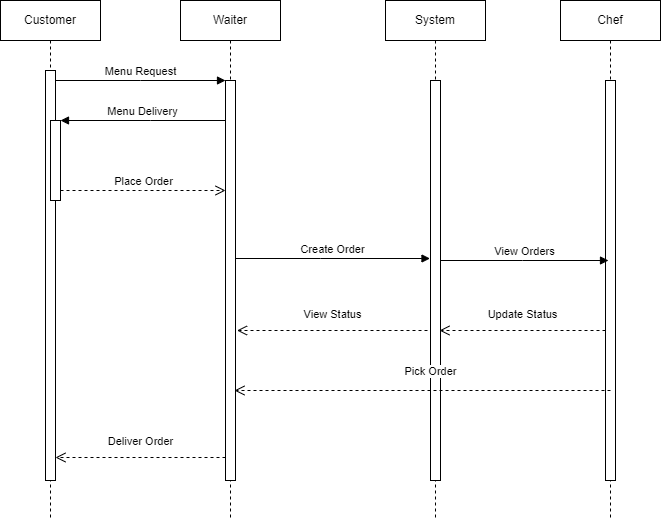 Customer
Waiter
System
Chef
Menu Request
Menu Delivery
Place Order
Create Order
View Orders
View Status
Update Status
Pick Order
Deliver Order